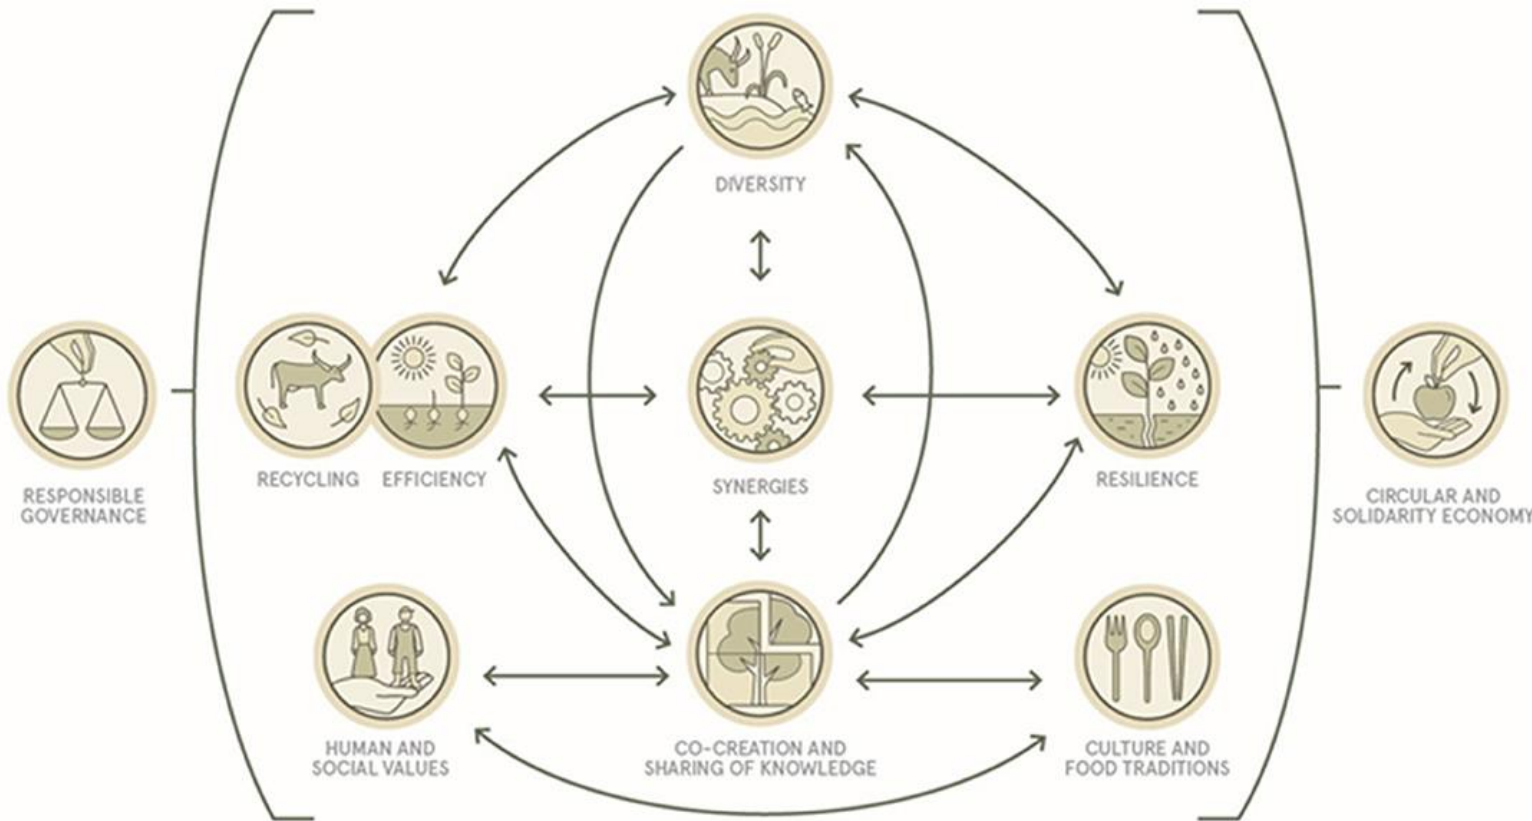 DIVERSITY
RECYCLING
EFFICIENCY
SYNERGIES
RESILIENCE
RESPONSIBLE
GOVERNANCE
CIRCULAR AND
SOLIDARITY ECONOMY
HUMAN AND
SOCIAL VALUES
CO-CREATION AND
SHARING OF KNOWLEDGE
CULTURE AND
FOOD TRADITIONS